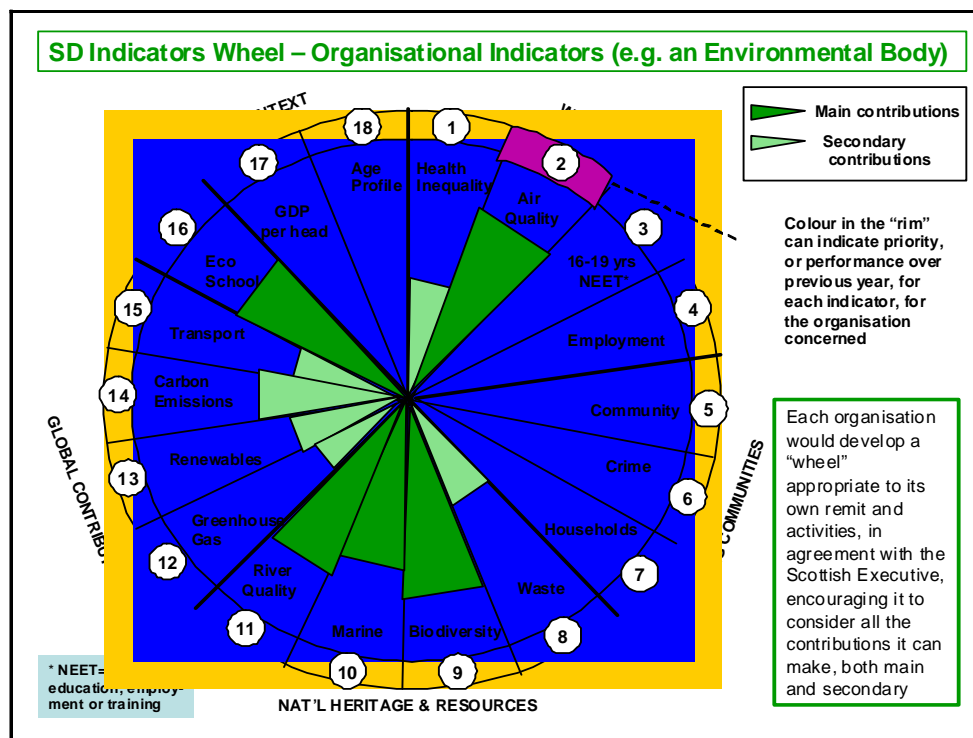 SD Indicators Wheel – Organisational Indicators (e.g. an Environmental Body)
Main contributions
Secondary
contributions
Colour in the “rim”
can indicate priority,
or performance over
previous year, for
each indicator, for
the organisation
concerned
Each organisation
would develop a
“wheel”
appropriate to its
own remit and
activities, in
agreement with the
Scottish Executive,
encouraging it to
consider all the
contributions it can
make, both main
and secondary
1
Health
Inequality
2
Air
Quality
3
16-19 yrs
NEET*
4
Employment
5
Community
6
Crime
7
Households
8
Waste
9
Biodiversity
10
Marine
11
River
Quality
12
Greenhouse
Gas
13
Renewables
14
Carbon
Emissions
15
Transport
16
Eco
School
17
GDP
per head
18
Age
Profile
COMMUNITIES
NAT’L HERITAGE & RESOURCES
GLOBAL
* NEET=
education, employ-
ment or training